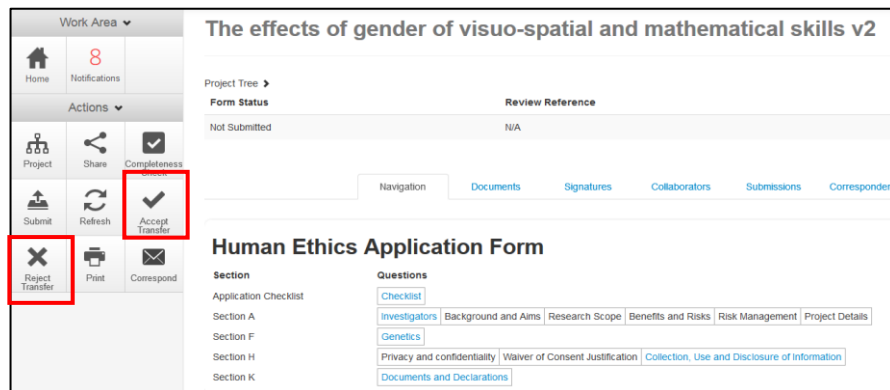 Work Area
The effects of gender of visuo-spatial and mathematical skills v2
8
Home Notifications
Project Tree
Form Status Review Reference
Actions
Not Submitted N/A
Project Share Completeness Check
Navigation Documents Signatures Collaborators Submissions Corresponden
Submit Refresh Accept Transfer
Human Ethics Application Form
Reject Transfer Print Correspond
Section Questions
Application Checklist Checklist
Section A Investigators Background and Aims Research Scope Benefits and Risks Risk Management Project Details
Section F Genetics
Section H Privacy and confidentiality Waiver of Consent Justification Collection, Use and Disclosure of Information
Section K Documents and Declarations